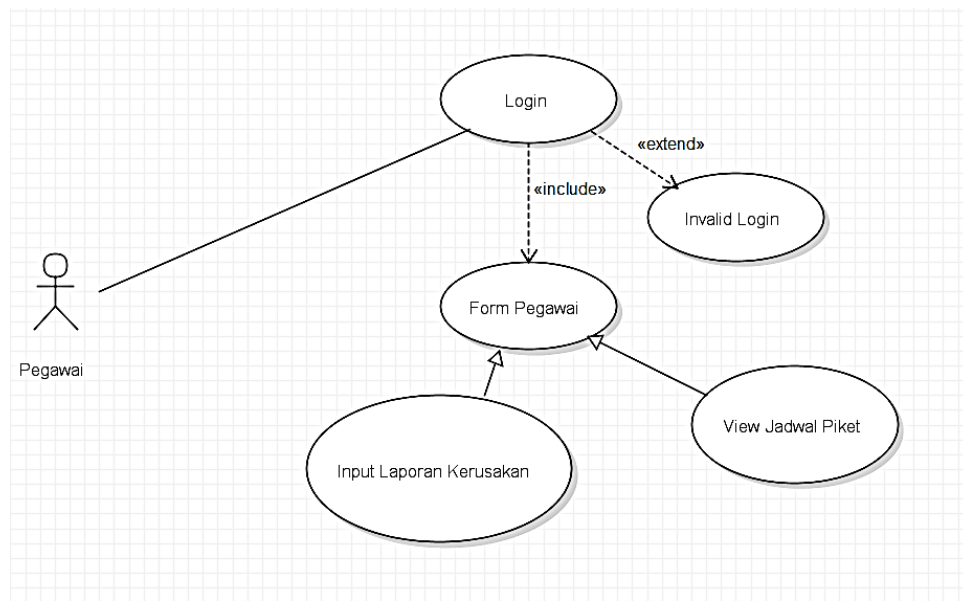 Login
«extend»
«include»
Invalid Login
Form Pegawai
Pegawai
View Jadwal Piket
Input Laporan Kerusakan